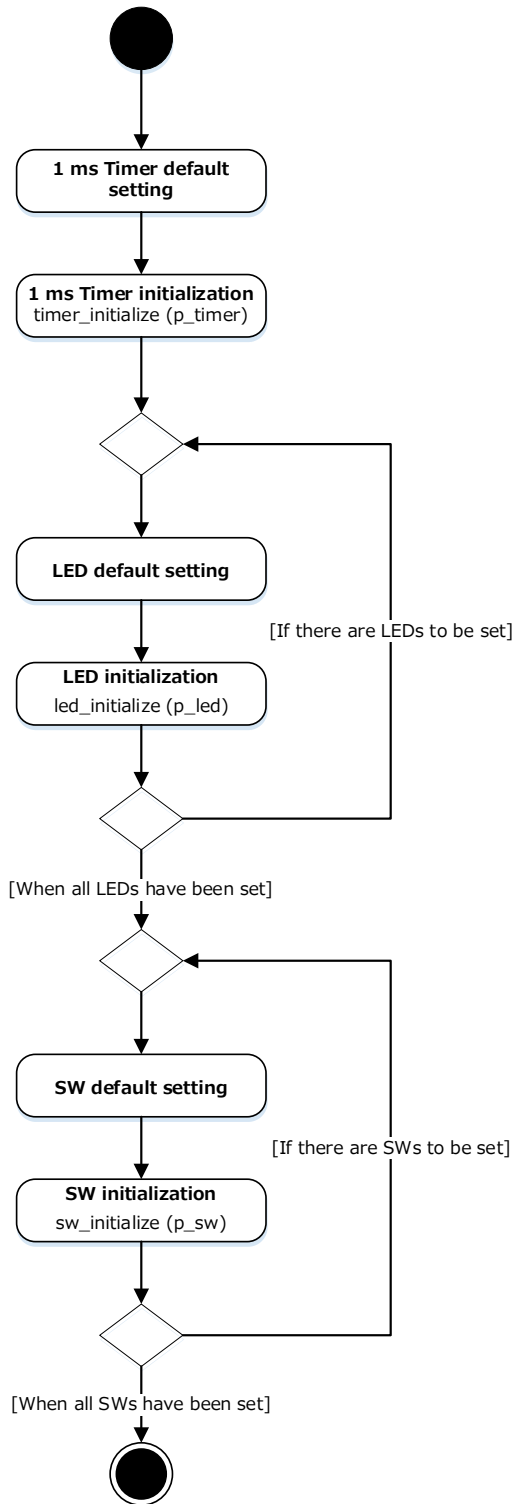 1 ms Timer default
setting
1 ms Timer initialization
timer_initialize (p_timer)
LED default setting
[If there are LEDs to be set]
LED initialization
led_initialize (p_led)
[When all LEDs have been set]
SW default setting
[If there are SWs to be set]
SW initialization
sw_initialize (p_sw)
[When all SWs have been set]